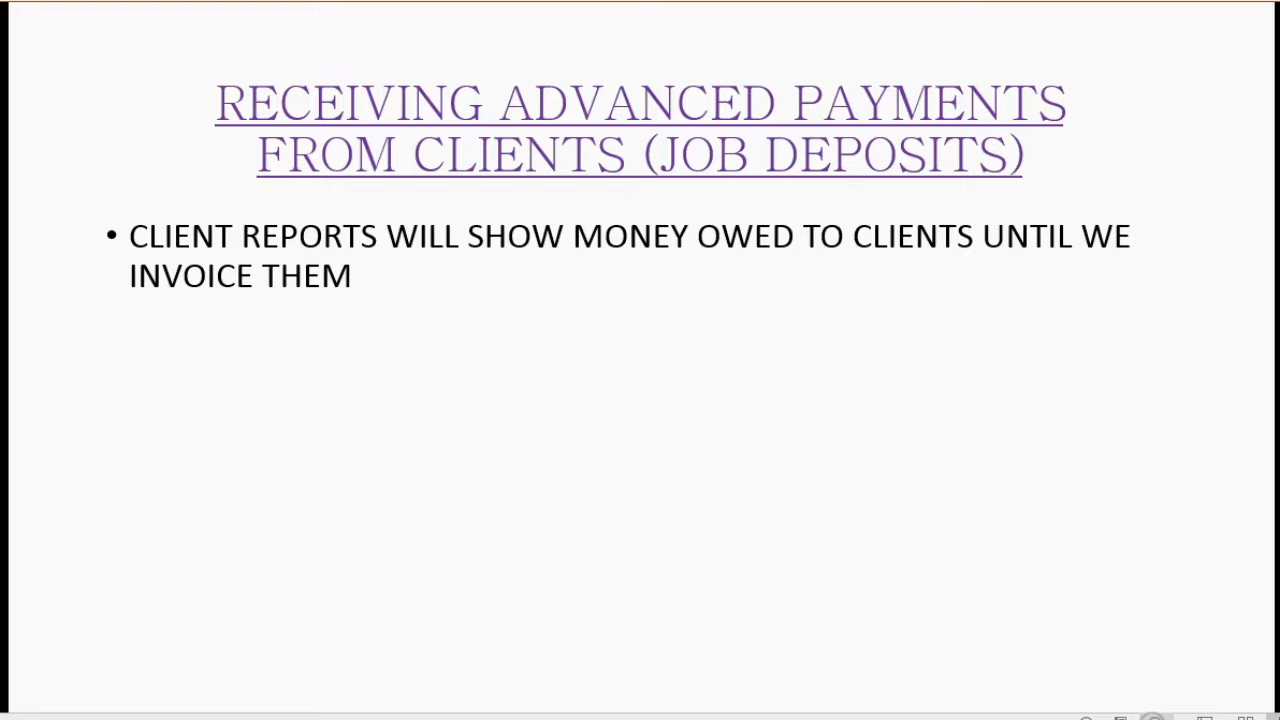 RECEIVING ADVANCED PAYMENTS
FROM CLIENTS (JOB DEPOSITS)
• CLIENT REPORTS WILL SHOW MONEY OWED TO CLIENTS UNTIL WE
INVOICE THEM